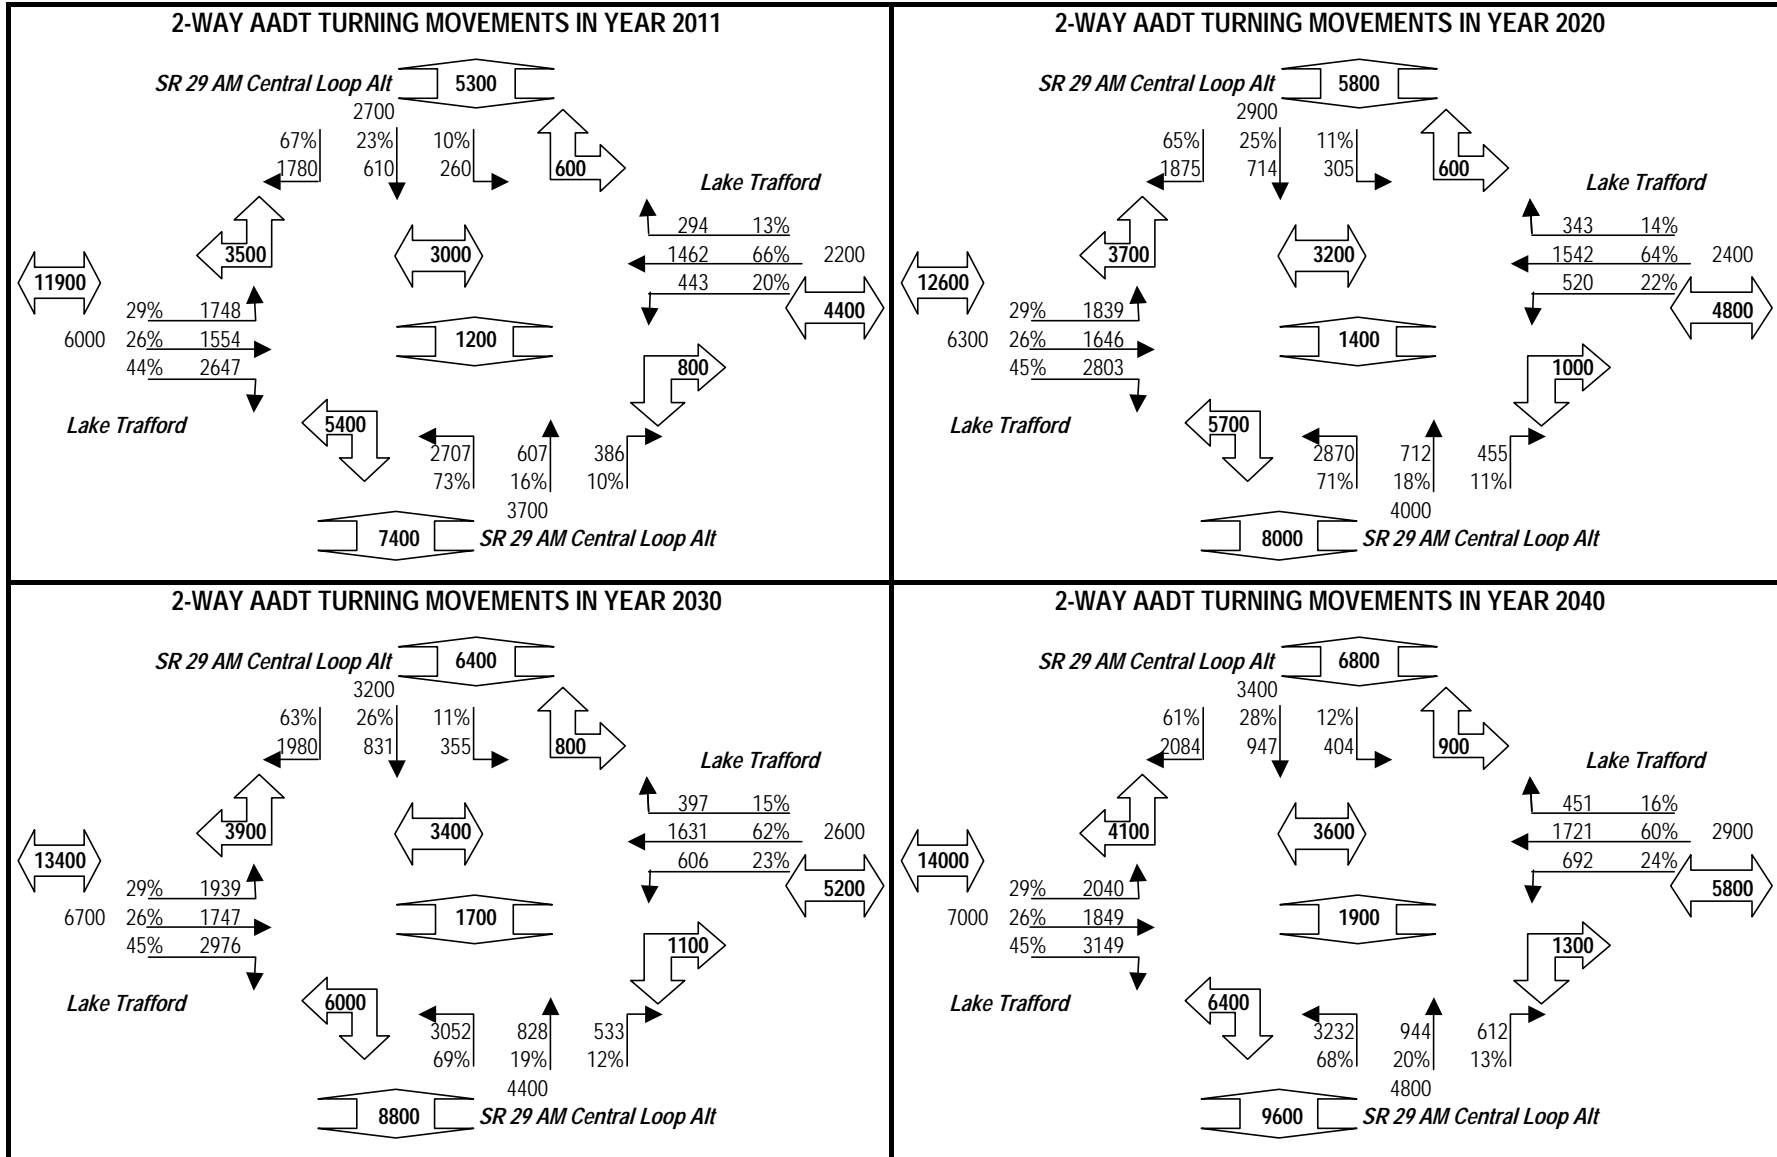 2-WAY AADT TURNING MOVEMENTS IN YEAR 2011
SR 29 AM Central Loop Alt 5300
2700
67% 23% 10%
1780 610 260 600
Lake Trafford
294 13%
3500 3000 1462 66% 2200
11900 443 20%
29% 1748 4400
6000 26% 1554 1200
44% 2647 800
Lake Trafford 5400
2707 607 386
73% 16% 10%
3700
7400 SR 29 AM Central Loop Alt
2-WAY AADT TURNING MOVEMENTS IN YEAR 2020
SR 29 AM Central Loop Alt 5800
2900
65% 25% 11%
1875 714 305 600
Lake Trafford
343 14%
3700 3200 1542 64% 2400
12600 520 22%
29% 1839 4800
6300 26% 1646 1400
45% 2803 1000
Lake Trafford 5700
2870 712 455
71% 18% 11%
4000
8000 SR 29 AM Central Loop Alt
2-WAY AADT TURNING MOVEMENTS IN YEAR 2030
SR 29 AM Central Loop Alt 6400
3200
63% 26% 11%
1980 831 355 800
Lake Trafford
397 15%
3900 3400 1631 62% 2600
13400 606 23%
29% 1939 5200
6700 26% 1747 1700
45% 2976 1100
Lake Trafford 6000
3052 828 533
69% 19% 12%
4400
8800 SR 29 AM Central Loop Alt
2-WAY AADT TURNING MOVEMENTS IN YEAR 2040
SR 29 AM Central Loop Alt 6800
3400
61% 28% 12%
2084 947 404 900
Lake Trafford
451 16%
4100 3600 1721 60% 2900
14000 692 24%
29% 2040 5800
7000 26% 1849 1900
45% 3149 1300
Lake Trafford 6400
3232 944 612
68% 20% 13%
4800
9600 SR 29 AM Central Loop Alt